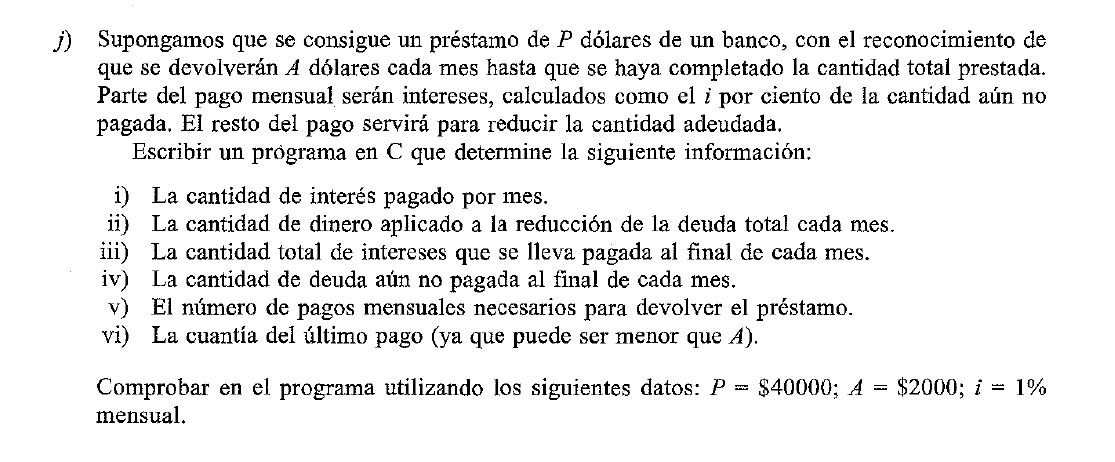 j) Supongamos que se consigue un préstamo de P dólares de un banco, con el reconocimiento de
que se devolverán A dólares cada mes hasta que se haya completado la cantidad total prestada.
Parte del pago mensual serán intereses, calculados como el i por ciento de la cantidad aún no
pagada. El resto del pago servirá para reducir la cantidad adeudada.
Escribir un programa en C que determine la siguiente información:
i) La cantidad de interés pagado por mes.
ii) La cantidad de dinero aplicado a la reducción de la deuda total cada mes.
iii) La cantidad total de intereses que se lleva pagada al final de cada mes.
iv) La cantidad de deuda aún no pagada al final de cada mes.
v) El número de pagos mensuales necesarios para devolver el préstamo.
vi) La cuantía del último pago (ya que puede ser menor que A).
Comprobar en el programa utilizando los siguientes datos: P = $40000; A = $2000; i = 1%
mensual.